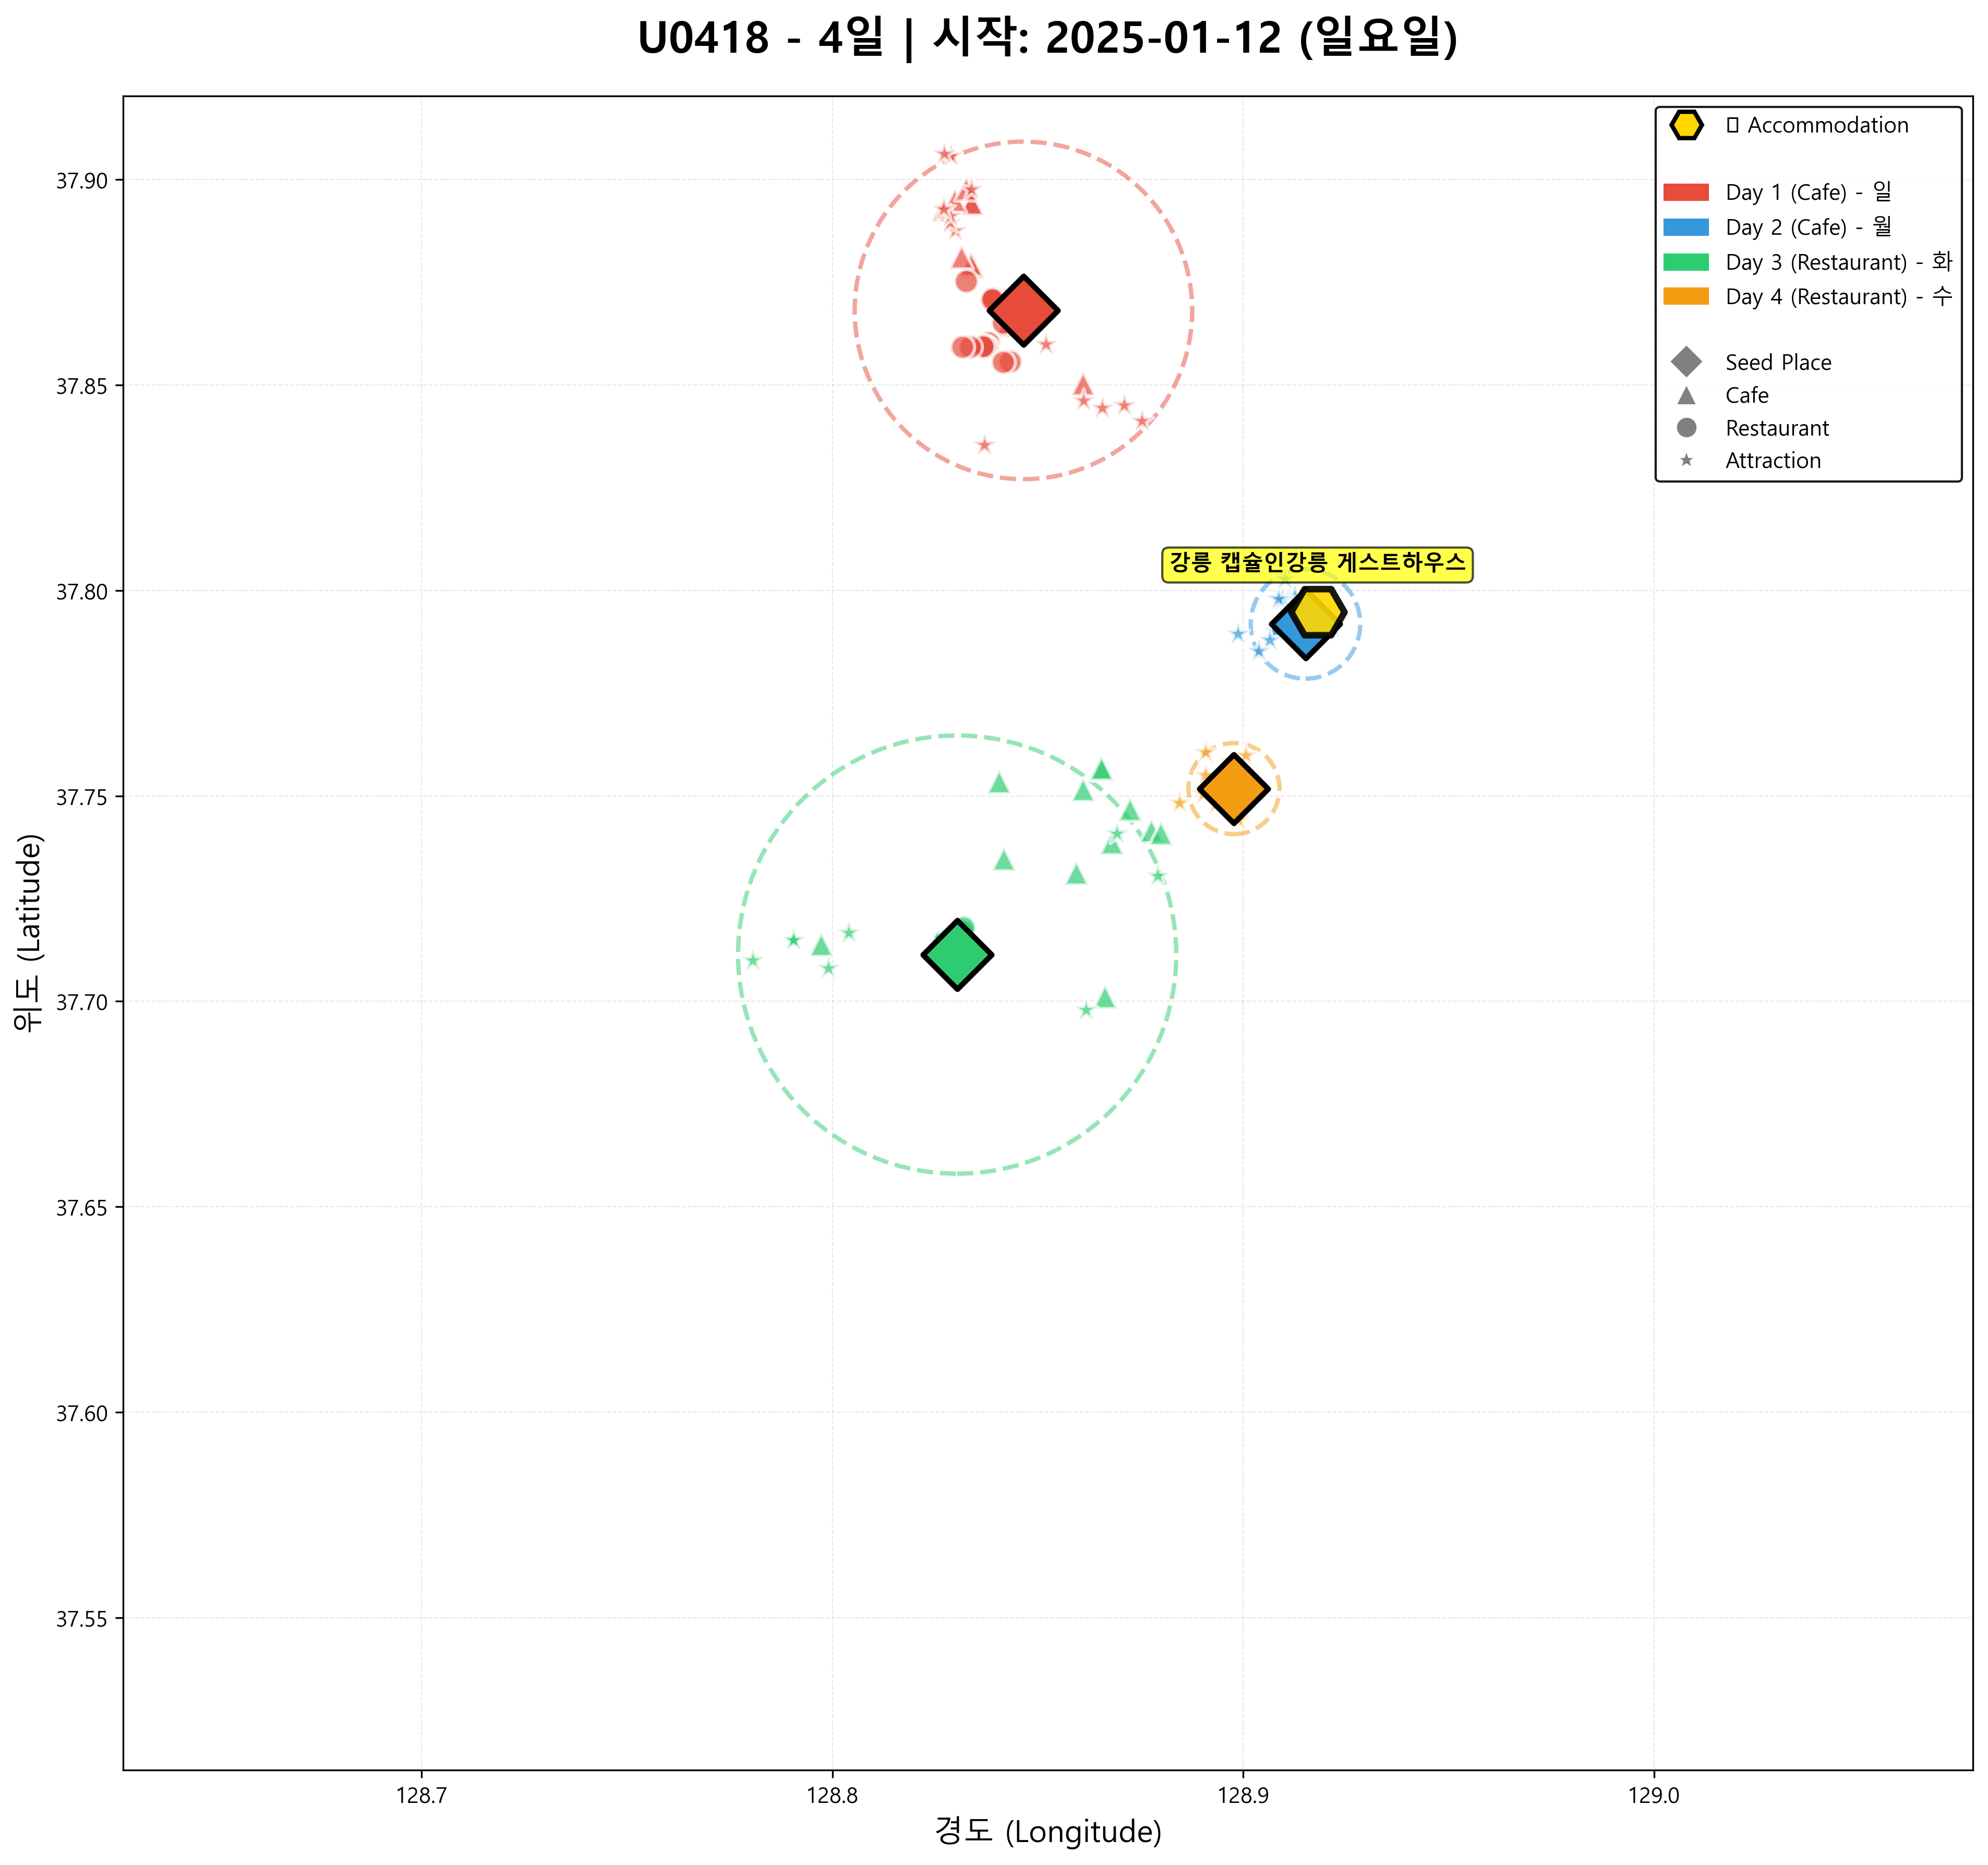 U0418 - 4일 | 시작: 2025-01-12 (일요일)
Accommodation
Day 1 (Cafe) - 일
Day 2 (Cafe) - 월
Day 3 (Restaurant) - 화
Day 4 (Restaurant) - 수
Seed Place
Cafe
Restaurant
Attraction
강릉 캡슐인강릉 게스트하우스
위도 (Latitude)
37.90
37.85
37.80
37.75
37.70
37.65
37.60
37.55
128.7
128.8
128.9
129.0
경도 (Longitude)